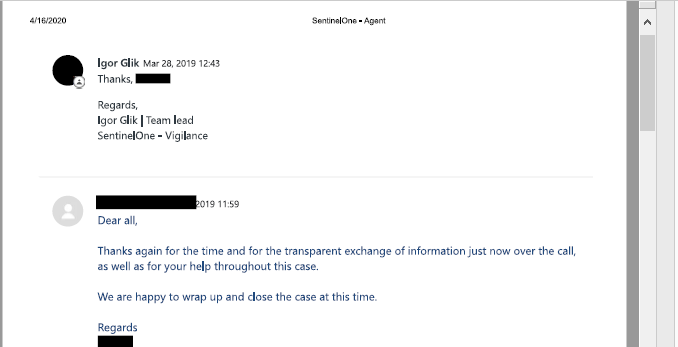 4/16/2020 SentinelOne - Agent
Igor Glik Mar 28, 2019 12:43
Thanks,
Regards,
Igor Glik | Team lead
SentinelOne - Vigilance
2019 11:59
Dear all,
Thanks again for the time and for the transparent exchange of information just now over the call,
as well as for your help throughout this case.
We are happy to wrap up and close the case at this time.
Regards